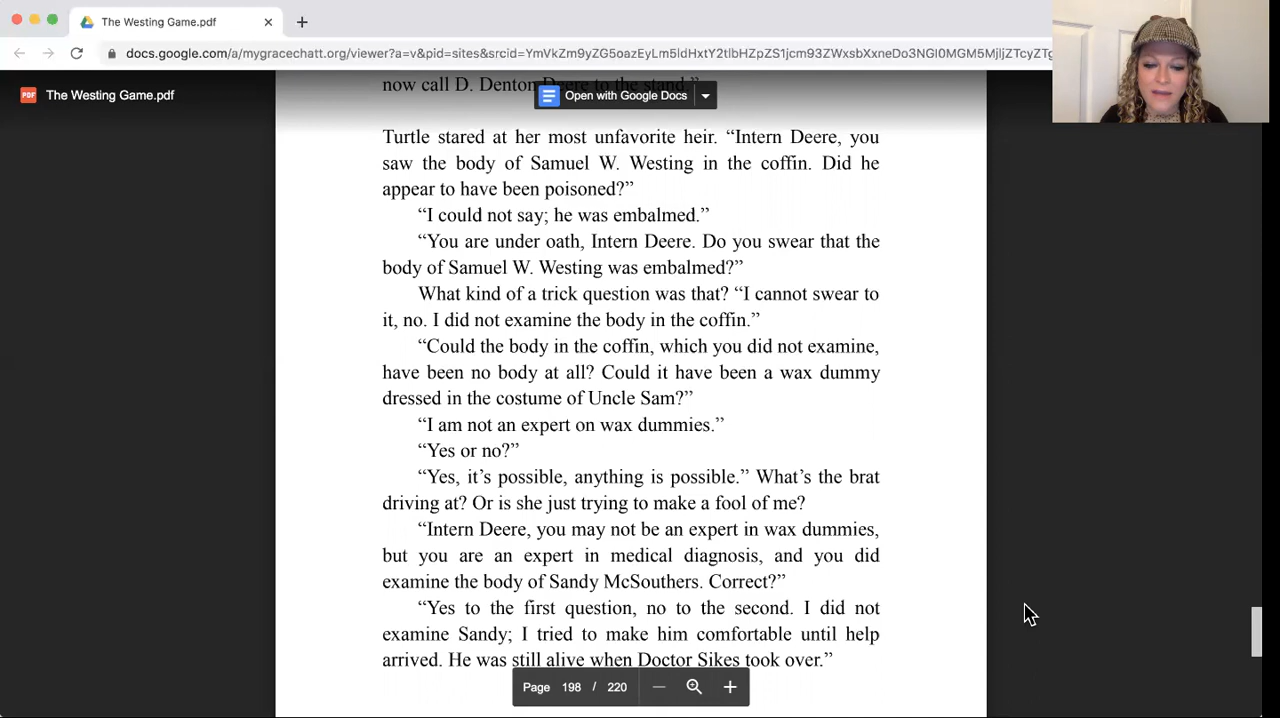 The Westing Game.pdf
docs.google.com/a/mygracechatt.org/viewer?a=v&pid=sites&srcid=
PDF The Westing Game.pdf
now call D. Denton Deere to the stand.”
Open with Google Docs
Turtle stared at her most unfavorite heir. “Intern Deere, you
saw the body of Samuel W. Westing in the coffin. Did he
appear to have been poisoned?”
“I could not say; he was embalmed.”
“You are under oath, Intern Deere. Do you swear that the
body of Samuel W. Westing was embalmed?”
What kind of a trick question was that? “I cannot swear to
it, no. I did not examine the body in the coffin.”
“Could the body in the coffin, which you did not examine,
have been no body at all? Could it have been a wax dummy
dressed in the costume of Uncle Sam?”
“I am not an expert on wax dummies.”
“Yes or no?”
“Yes, it’s possible, anything is possible.” What’s the brat
driving at? Or is she just trying to make a fool of me?
“Intern Deere, you may not be an expert in wax dummies,
but you are an expert in medical diagnosis, and you did
examine the body of Sandy McSouthers. Correct?”
“Yes to the first question, no to the second. I did not
examine Sandy; I tried to make him comfortable until help
arrived. He was still alive when Doctor Sikes took over.”
Page 198 / 220